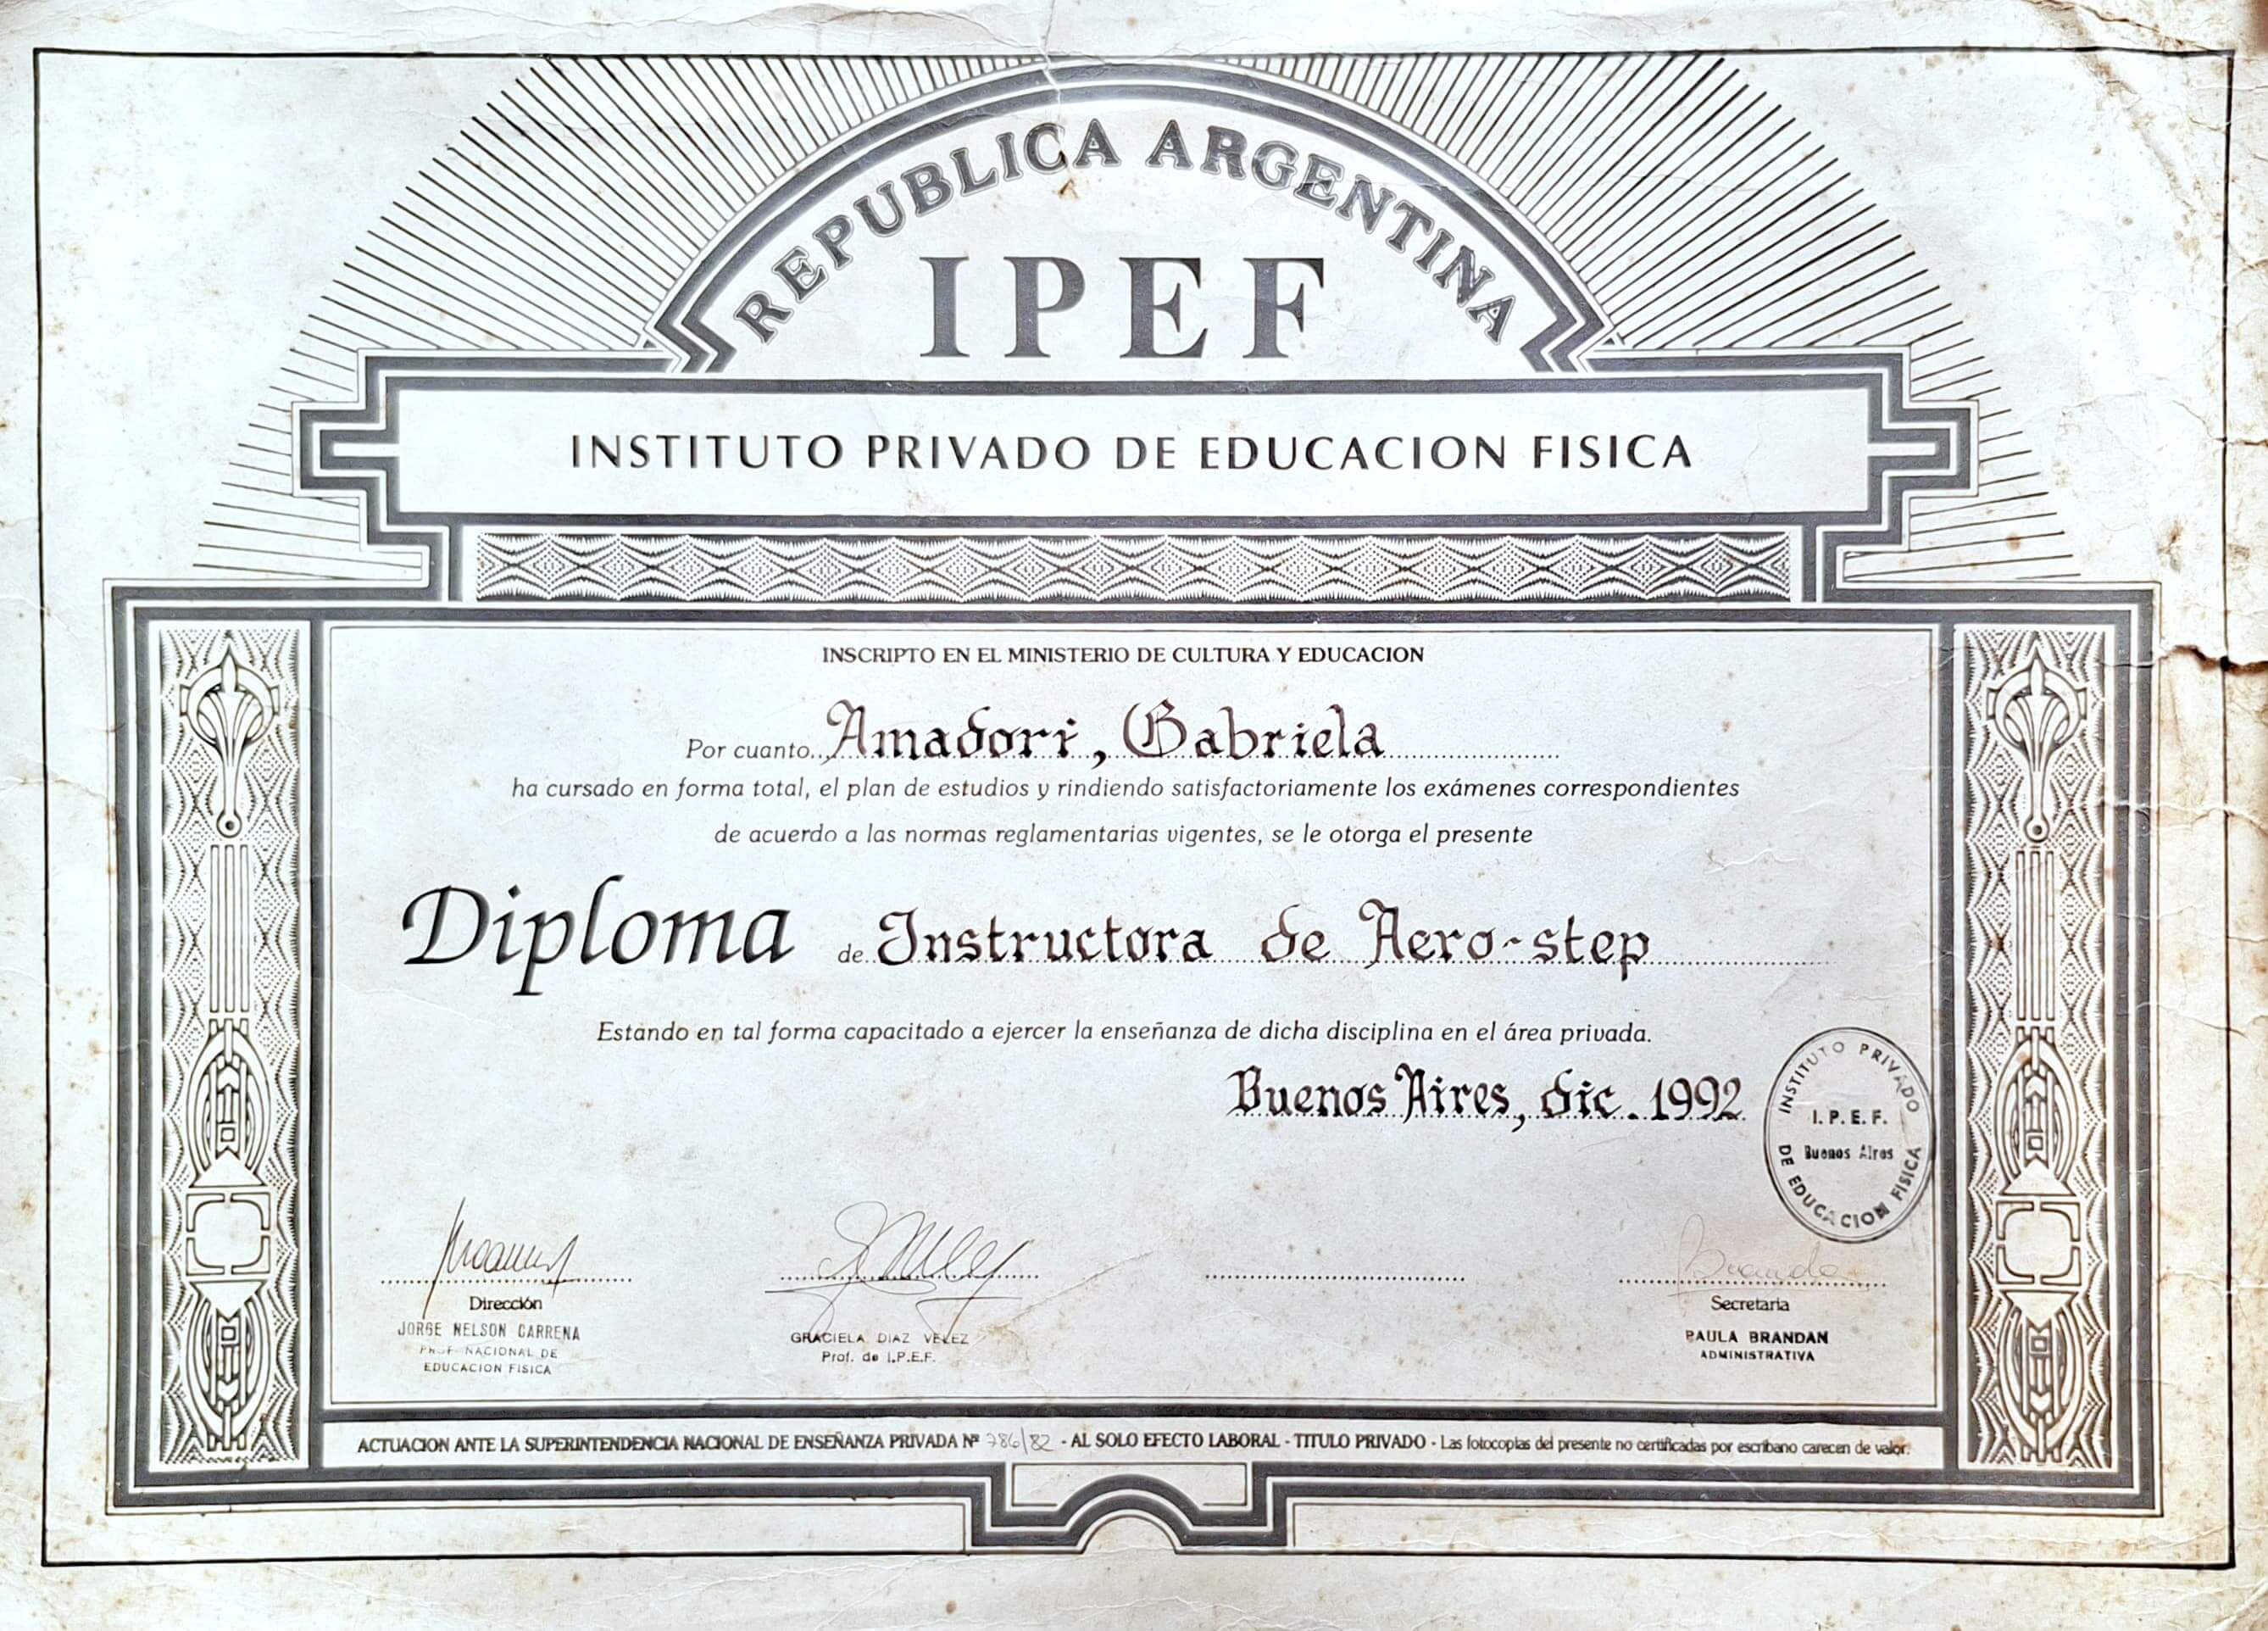 REPUBLICA ARGENTINA
IPEF
INSTITUTO PRIVADO DE EDUCACION FISICA
INSCRIPTO EN EL MINISTERIO DE CULTURA Y EDUCACION
Por cuanto Amadori, Gabriela
ha cursado en forma total, el plan de estudios y rindiendo satisfactoriamente los exámenes correspondientes
de acuerdo a las normas reglamentarias vigentes, se le otorga el presente
Diploma de Instructora de Aero-step
Estando en tal forma capacitado a ejercer la enseñanza de dicha disciplina en el área privada.
Buenos Aires, dic. 1992
INSTITUTO PRIVADO
I. P. E. F.
Buenos Aires
DE EDUCACION FISICA
Dirección
JORGE NELSON CARRENA
PROF NACIONAL DE
EDUCACION FISICA
GRACIELA DIAZ VELEZ
Prof. de I.P.E.F.
Secretaria
PAULA BRANDAN
ADMINISTRATIVA
ACTUACION ANTE LA SUPERINTENDENCIA NACIONAL DE ENSEÑANZA PRIVADA Nº 786/82 - AL SOLO EFECTO LABORAL - TITULO PRIVADO - Las fotocopias del presente no certificadas por escribano carecen de valor.